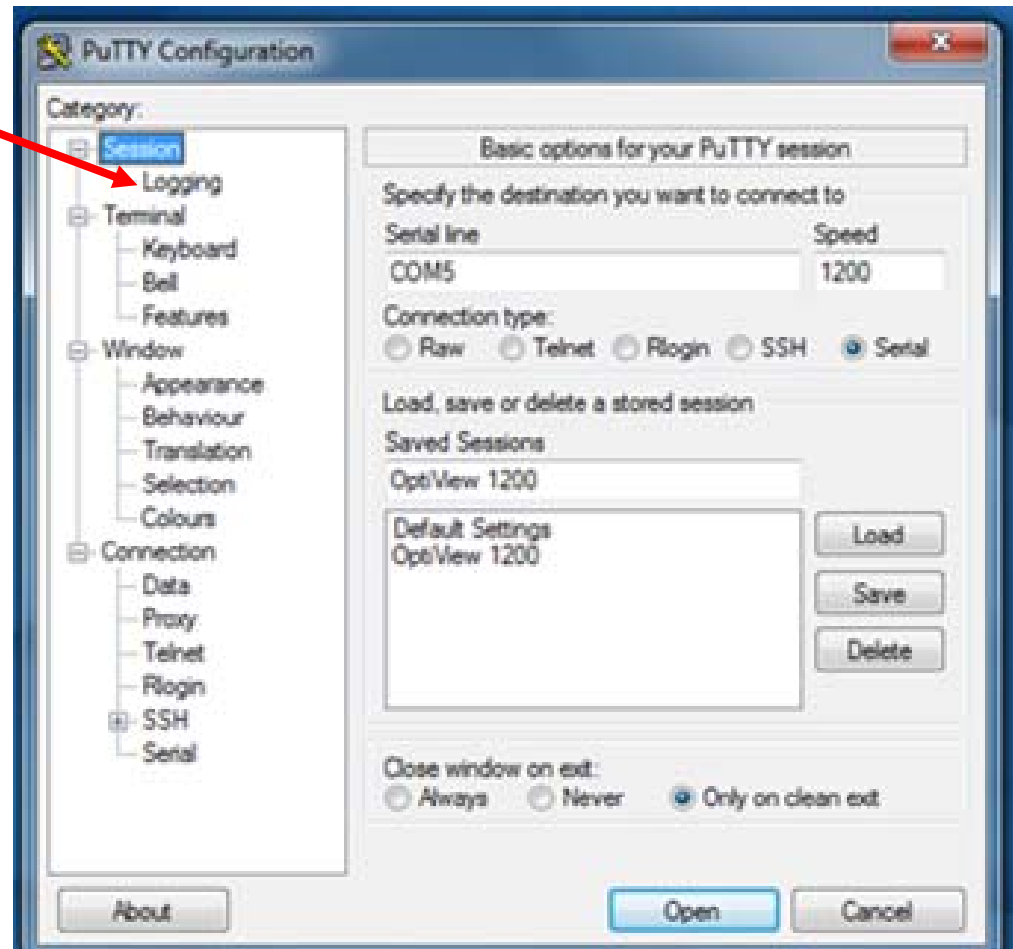 PuTTY Configuration
Category:
Session
Logging
Terminal
Keyboard
Bell
Features
Window
Appearance
Behaviour
Translation
Selection
Colours
Connection
Data
Proxy
Telnet
Rlogin
SSH
Serial
Basic options for your PuTTY session
Specify the destination you want to connect to
Serial line Speed
COM5 1200
Connection type:
Raw Telnet Rlogin SSH Serial
Load, save or delete a stored session
Saved Sessions
OptiView 1200
Default Settings
OptiView 1200
Load
Save
Delete
Close window on exit:
Always Never Only on clean exit
About Open Cancel